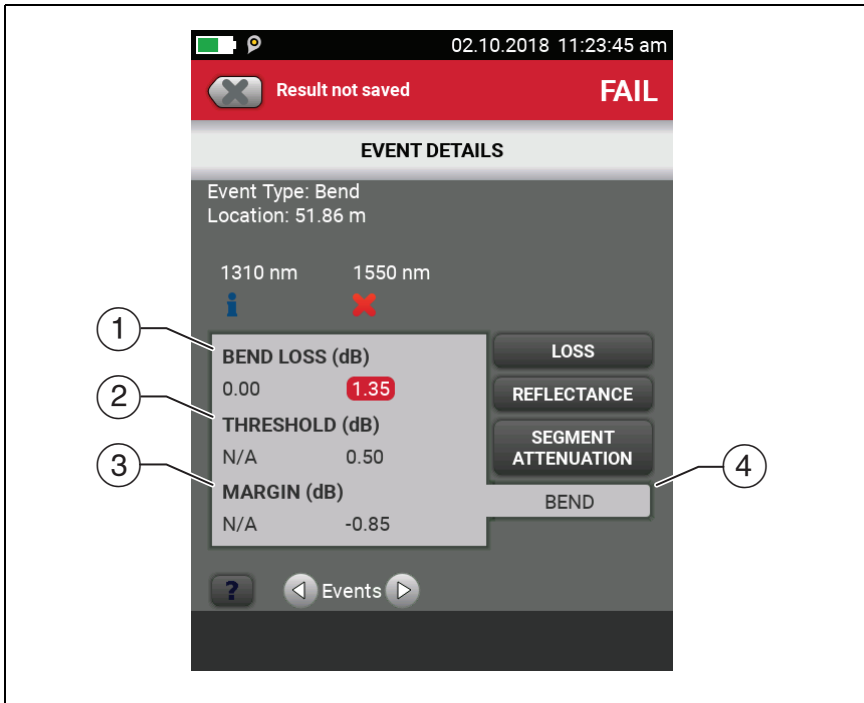 02.10.2018 11:23:45 am
Result not saved FAIL
EVENT DETAILS
Event Type: Bend
Location: 51.86 m
1310 nm 1550 nm
1
BEND LOSS (dB)
0.00 1.35
2
THRESHOLD (dB)
N/A 0.50
3
MARGIN (dB)
N/A -0.85
LOSS
REFLECTANCE
SEGMENT
ATTENUATION
BEND
4
? Events